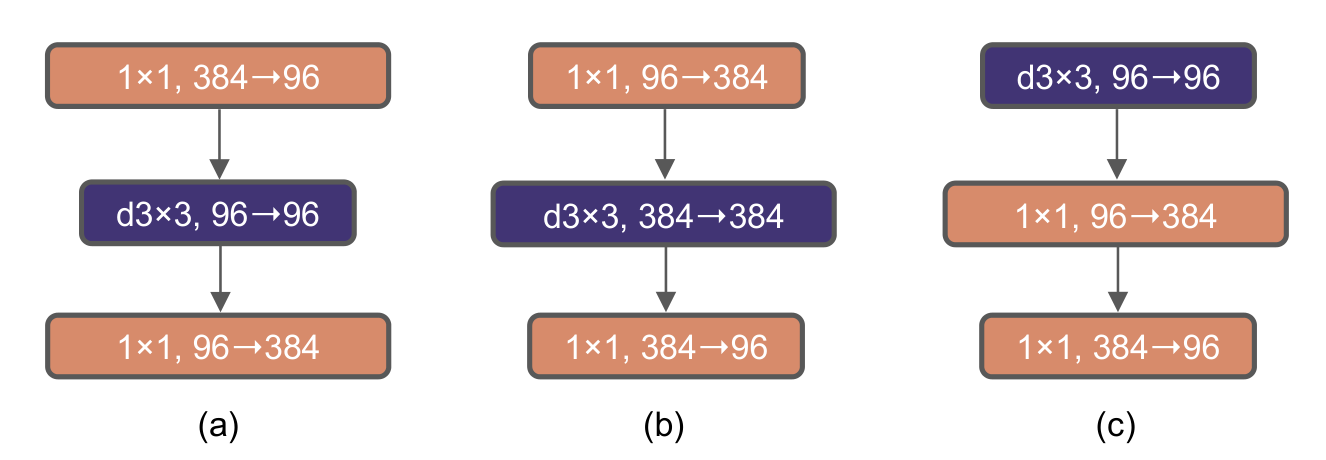 1×1, 384→96
d3×3, 96→96
1×1, 96→384
(a)
1×1, 96→384
d3×3, 384→384
1×1, 384→96
(b)
d3×3, 96→96
1×1, 96→384
1×1, 384→96
(c)